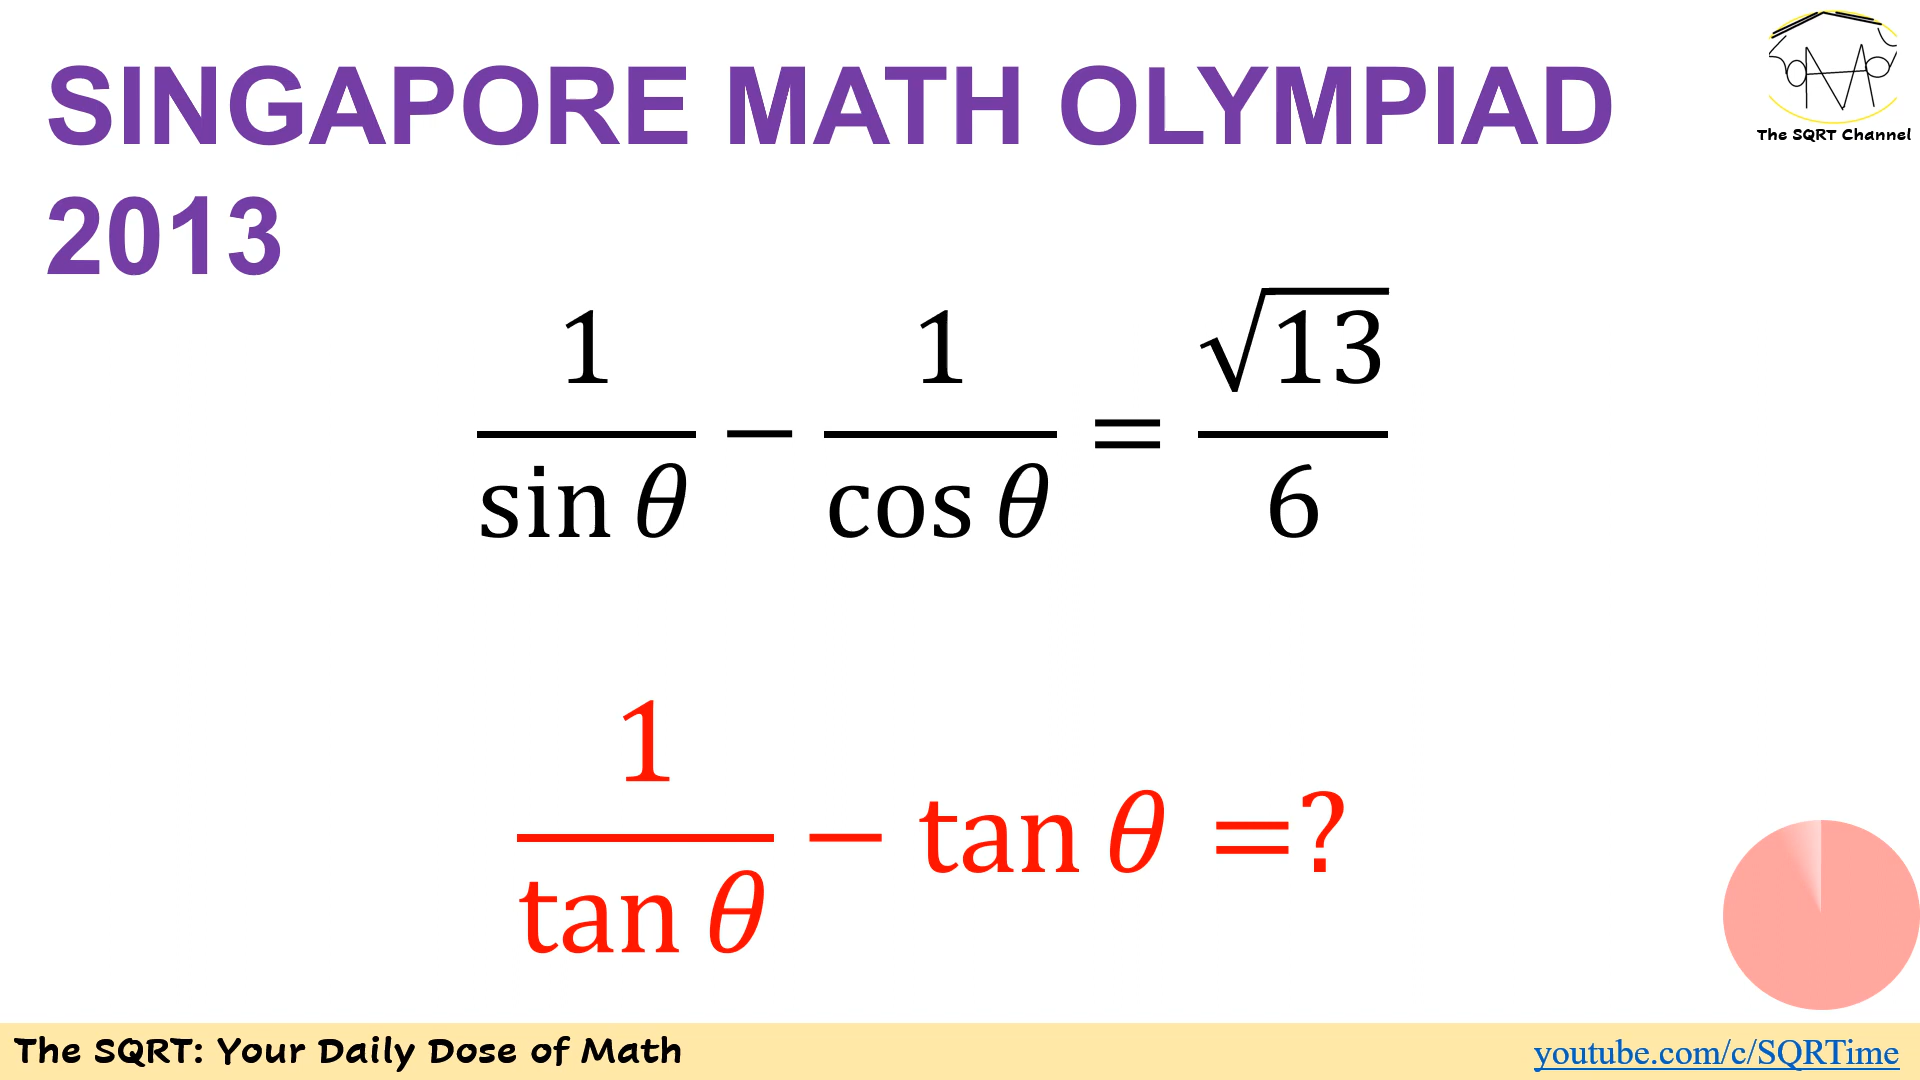 SINGAPORE MATH OLYMPIAD
2013
The SQRT Channel
1/sin θ − 1/cos θ = √13/6
1/tan θ − tan θ =?
The SQRT: Your Daily Dose of Math
youtube.com/c/SQRTime